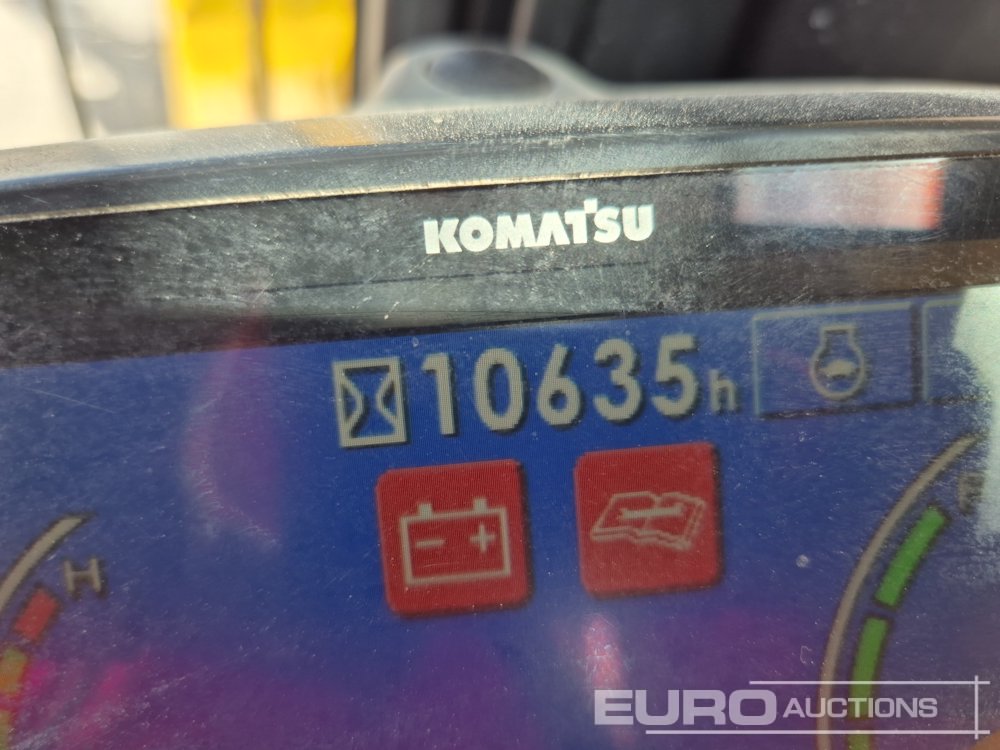 KOMATSU
10635h
H
F
EURO AUCTIONS